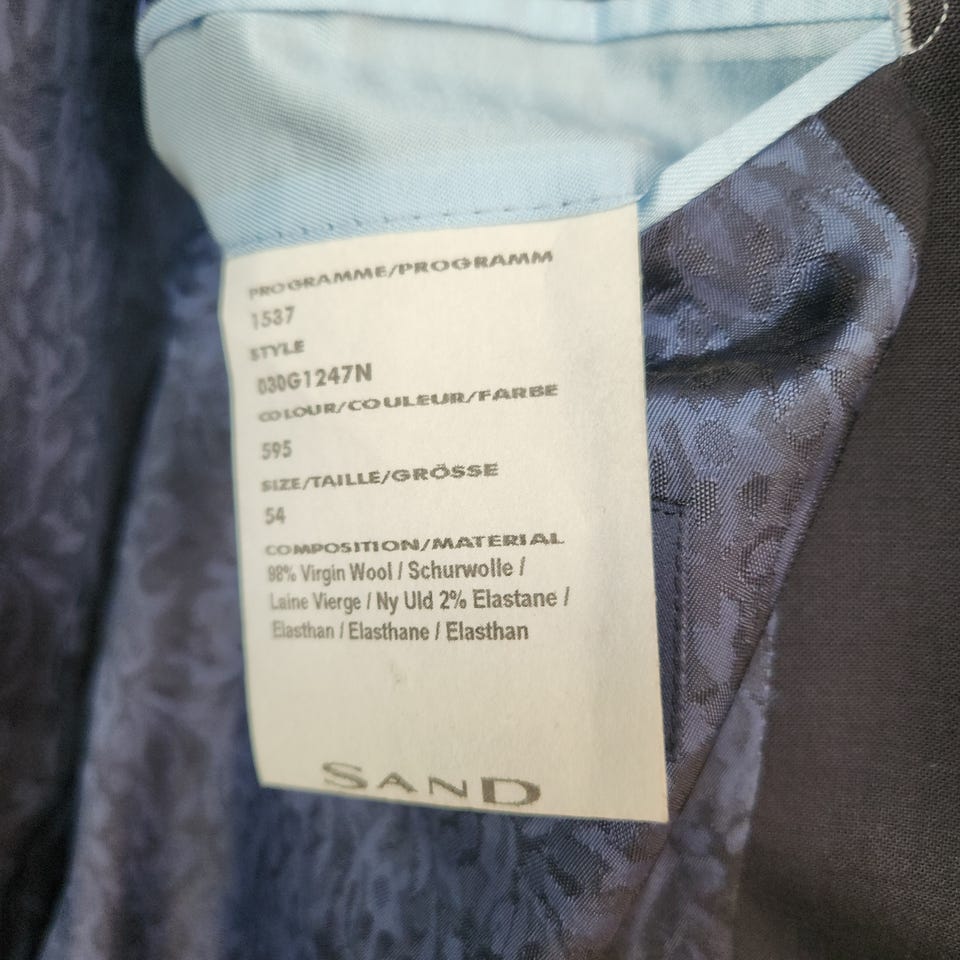 PROGRAMME/PROGRAMM
1537
STYLE
030G1247N
COLOUR/COULEUR/FARBE
595
SIZE/TAILLE/GRÖSSE
54
COMPOSITION/MATERIAL
98% Virgin Wool / Schurwolle /
Laine Vierge / Ny Uld 2% Elastane /
Elasthan / Elasthane / Elasthan
SAND